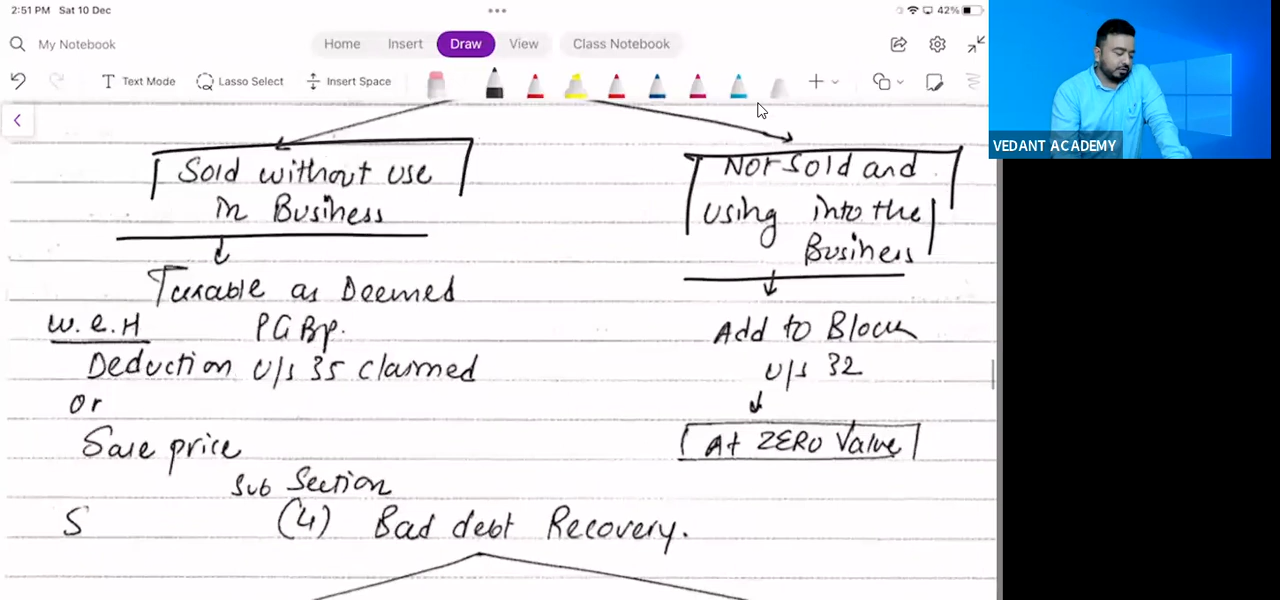 2:51 PM Sat 10 Dec
42%
My Notebook
Home Insert Draw View Class Notebook
Text Mode Lasso Select Insert Space
VEDANT ACADEMY
Sold without use
in Business
Taxable as Deemed
PGBP.
W.e.H
Deduction U/s 35 claimed
or
Sale price
Not Sold and
using into the
Business
Add to Block
U/s 32
At ZERO Value
Sub Section
S
(4) Bad debt Recovery.